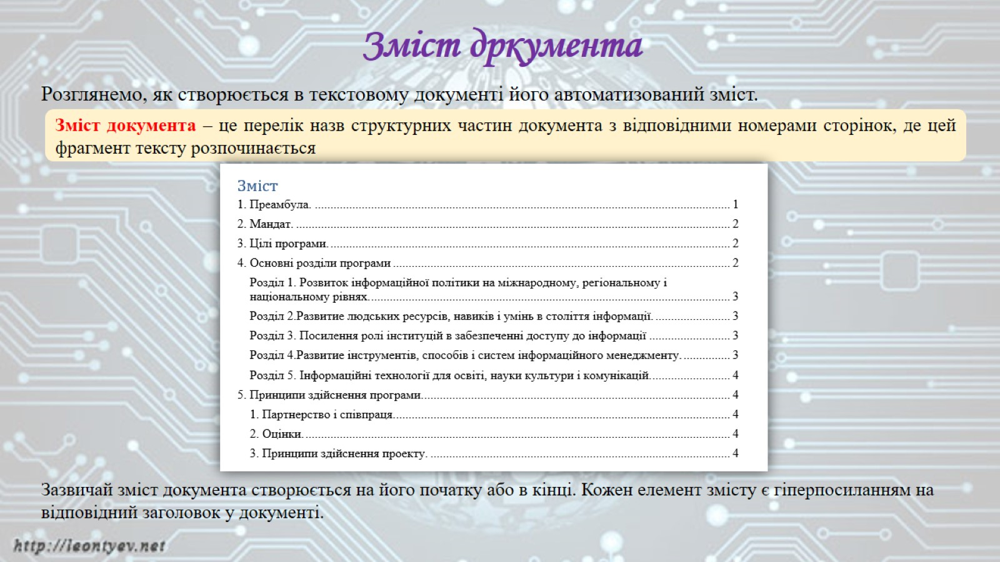 Зміст дркумента
Розглянемо, як створюється в текстовому документі його автоматизований зміст.
Зміст документа – це перелік назв структурних частин документа з відповідними номерами сторінок, де цей
фрагмент тексту розпочинається
Зміст
1. Преамбула. ........................................ 1
2. Мандат. ........................................ 2
3. Цілі програми. ........................................ 2
4. Основні розділи програми ........................................ 2
Розділ 1. Розвиток інформаційної політики на міжнародному, регіональному і
національному рівнях. ........................................ 3
Розділ 2.Развитие людських ресурсів, навиків і умінь в століття інформації. ........................ 3
Розділ 3. Посилення ролі інституцій в забезпеченні доступу до інформації .......................... 3
Розділ 4.Развитие інструментів, способів і систем інформаційного менеджменту. ............... 3
Розділ 5. Інформаційні технології для освіті, науки культури і комунікацій. ......................... 4
5. Принципи здійснення програми. ........................................ 4
1. Партнерство і співпраця. ........................................ 4
2. Оцінки. ........................................ 4
3. Принципи здійснення проекту. ........................................ 4
Зазвичай зміст документа створюється на його початку або в кінці. Кожен елемент змісту є гіперпосиланням на
відповідний заголовок у документі.
http://leontyev.net